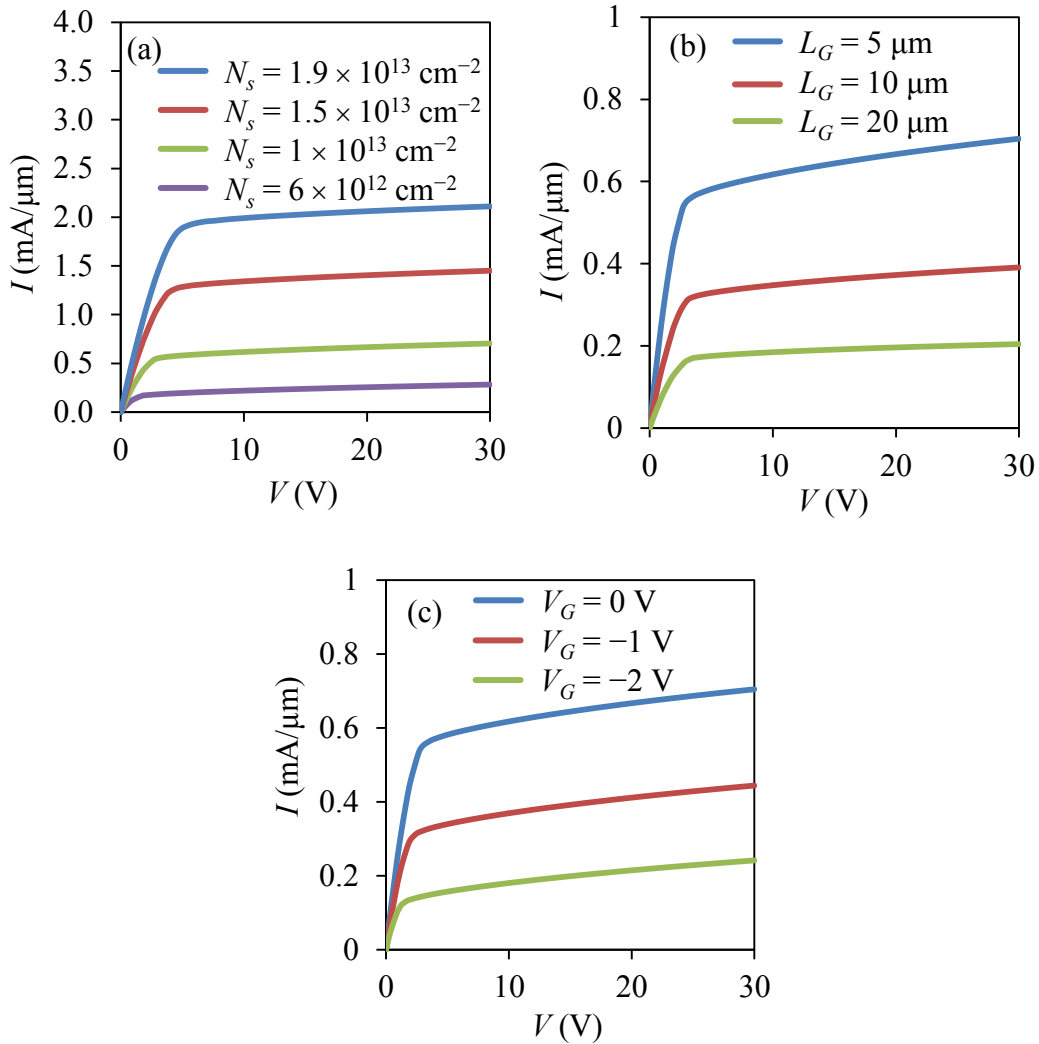 (a)
N_s = 1.9 × 10^13 cm^−2
N_s = 1.5 × 10^13 cm^−2
N_s = 1 × 10^13 cm^−2
N_s = 6 × 10^12 cm^−2
4.0
3.5
3.0
2.5
2.0
1.5
1.0
0.5
0.0
I (mA/μm)
0 10 20 30
V (V)
(b)
L_G = 5 μm
L_G = 10 μm
L_G = 20 μm
1
0.8
0.6
0.4
0.2
0
I (mA/μm)
0 10 20 30
V (V)
(c)
V_G = 0 V
V_G = −1 V
V_G = −2 V
1
0.8
0.6
0.4
0.2
0
I (mA/μm)
0 10 20 30
V (V)